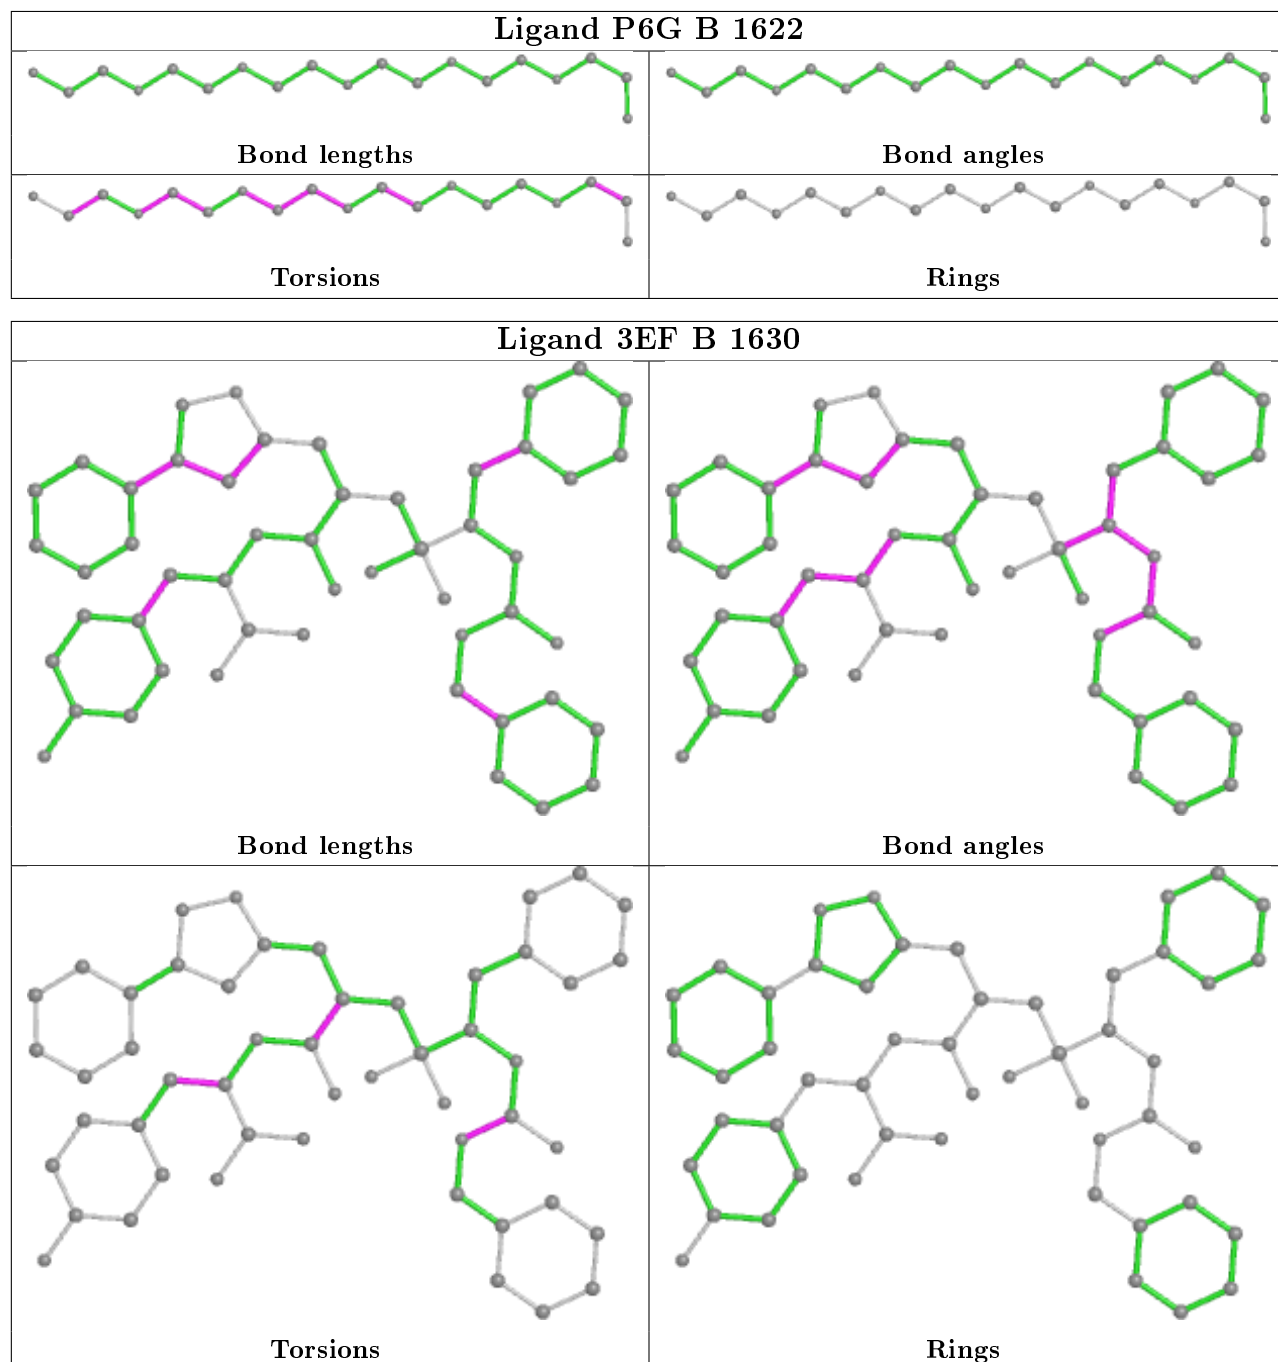 Ligand P6G B 1622
Bond lengths
Bond angles
Torsions
Rings
Ligand 3EF B 1630
Bond lengths
Bond angles
Torsions
Rings